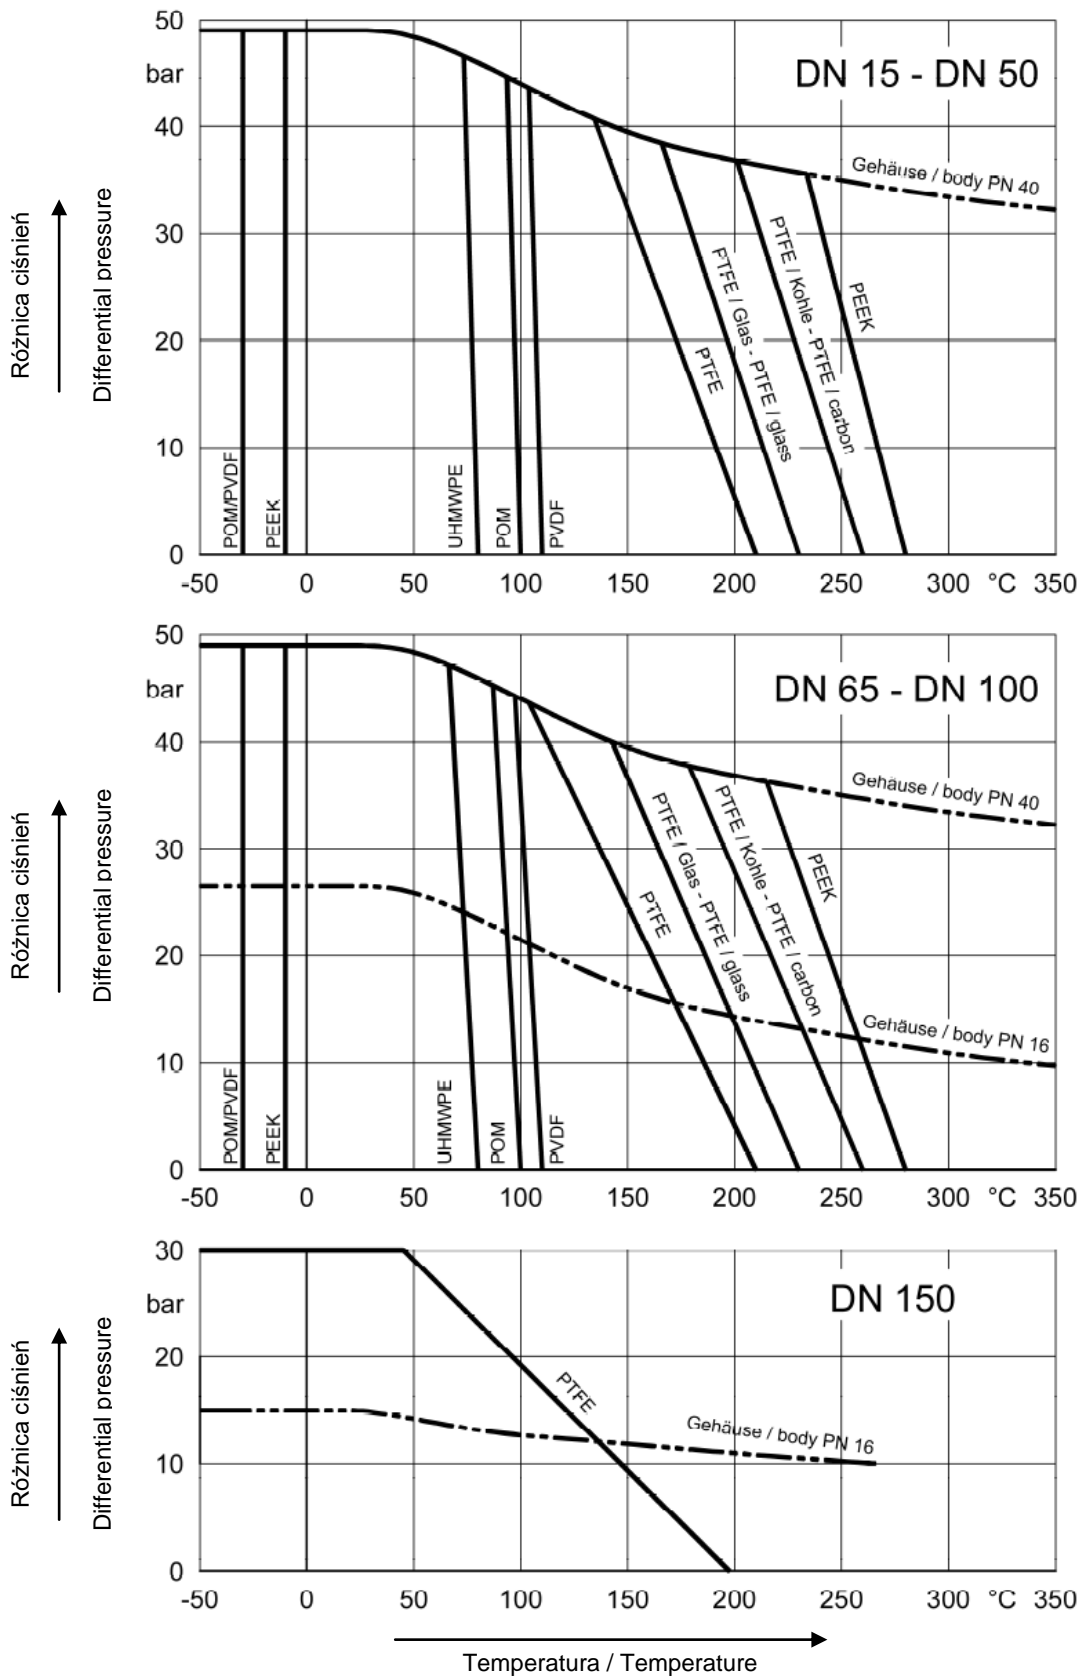 50
bar
DN 15 - DN 50
40
Gehäuse / body PN 40
30
Różnica ciśnień
Differential pressure
PTFE
PTFE / Glas - PTFE / glass
PTFE / Kohle - PTFE / carbon
PEEK
20
10
POM/PVDF
PEEK
UHMWPE
POM
PVDF
0
-50 0 50 100 150 200 250 300 °C 350
50
bar
DN 65 - DN 100
40
Gehäuse / body PN 40
30
Różnica ciśnień
Differential pressure
PTFE
PTFE / Glas - PTFE / glass
PTFE / Kohle - PTFE / carbon
PEEK
20
Gehäuse / body PN 16
10
POM/PVDF
PEEK
UHMWPE
POM
PVDF
0
-50 0 50 100 150 200 250 300 °C 350
30
bar
DN 150
Różnica ciśnień
Differential pressure
20
PTFE
Gehäuse / body PN 16
10
0
-50 0 50 100 150 200 250 300 °C 350
Temperatura / Temperature